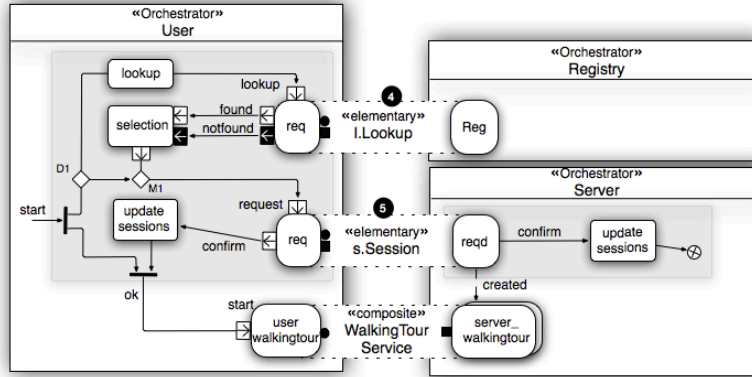 «Orchestrator»
User
lookup
lookup
4
«Orchestrator»
Registry
selection
found
notfound
req
«elementary»
l.Lookup
Reg
D1
M1
start
update
sessions
request
confirm
req
5
«elementary»
s.Session
«Orchestrator»
Server
reqd
confirm
update
sessions
created
ok
start
user
walkingtour
«composite»
WalkingTour
Service
server_
walkingtour